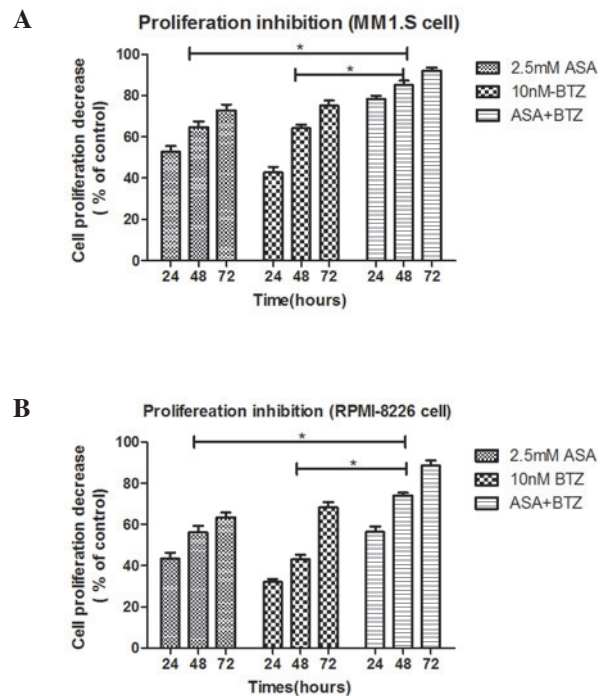 A
Proliferation inhibition (MM1.S cell)
Cell proliferation decrease
( % of control)
100
80
60
40
20
0
*
*
24 48 72 24 48 72 24 48 72
Time(hours)
2.5mM ASA
10nM-BTZ
ASA+BTZ
B
Prolifereation inhibition (RPMI-8226 cell)
Cell proliferation decrease
( % of control)
100
80
60
40
20
0
*
*
24 48 72 24 48 72 24 48 72
Times(hours)
2.5mM ASA
10nM BTZ
ASA+BTZ